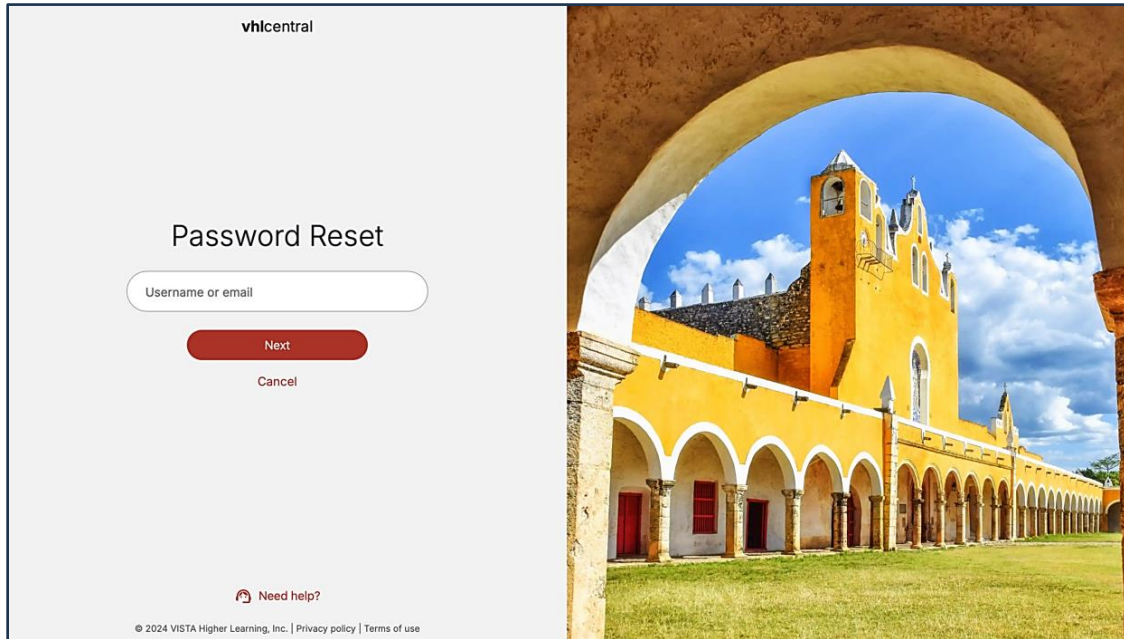 vhlcentral
Password Reset
Username or email
Next
Cancel
Need help?
© 2024 VISTA Higher Learning, Inc. | Privacy policy | Terms of use